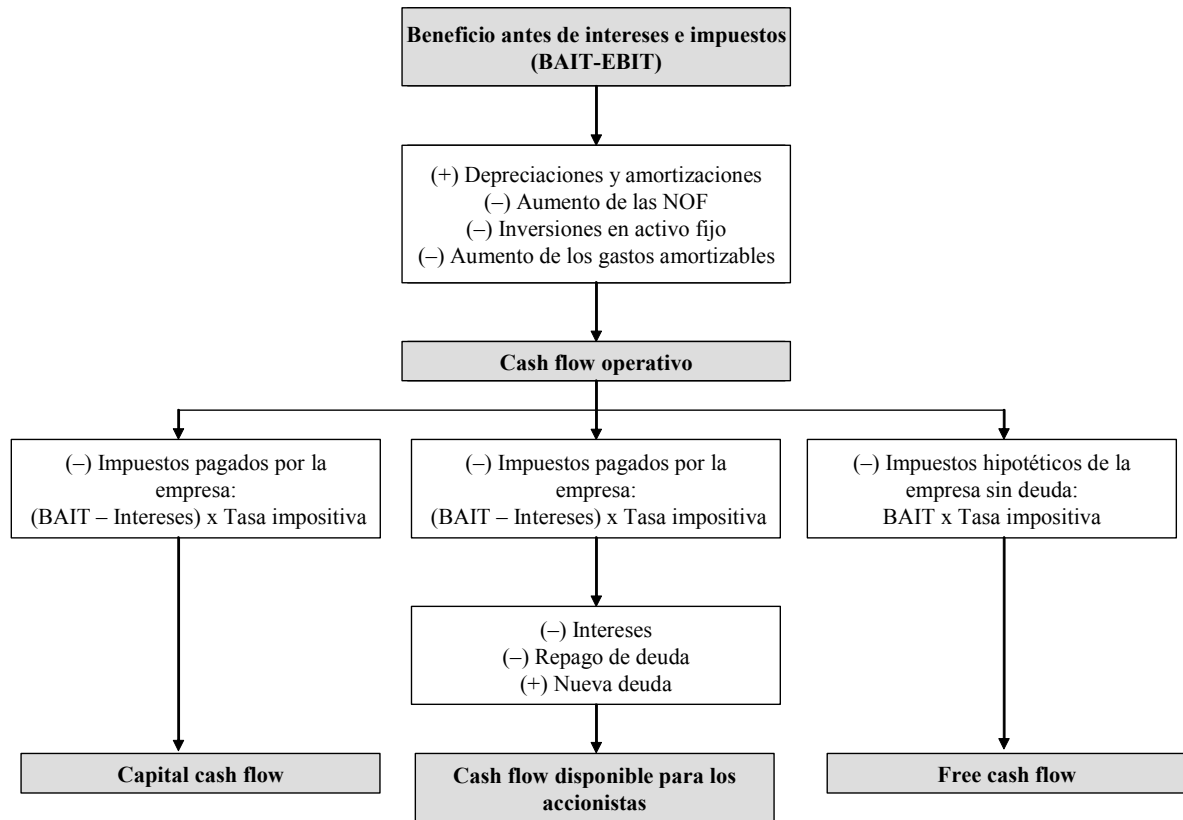 Beneficio antes de intereses e impuestos
(BAIT-EBIT)
(+) Depreciaciones y amortizaciones
(–) Aumento de las NOF
(–) Inversiones en activo fijo
(–) Aumento de los gastos amortizables
Cash flow operativo
(–) Impuestos pagados por la
empresa:
(BAIT – Intereses) x Tasa impositiva
(–) Impuestos pagados por la
empresa:
(BAIT – Intereses) x Tasa impositiva
(–) Impuestos hipotéticos de la
empresa sin deuda:
BAIT x Tasa impositiva
(–) Intereses
(–) Repago de deuda
(+) Nueva deuda
Capital cash flow
Cash flow disponible para los
accionistas
Free cash flow